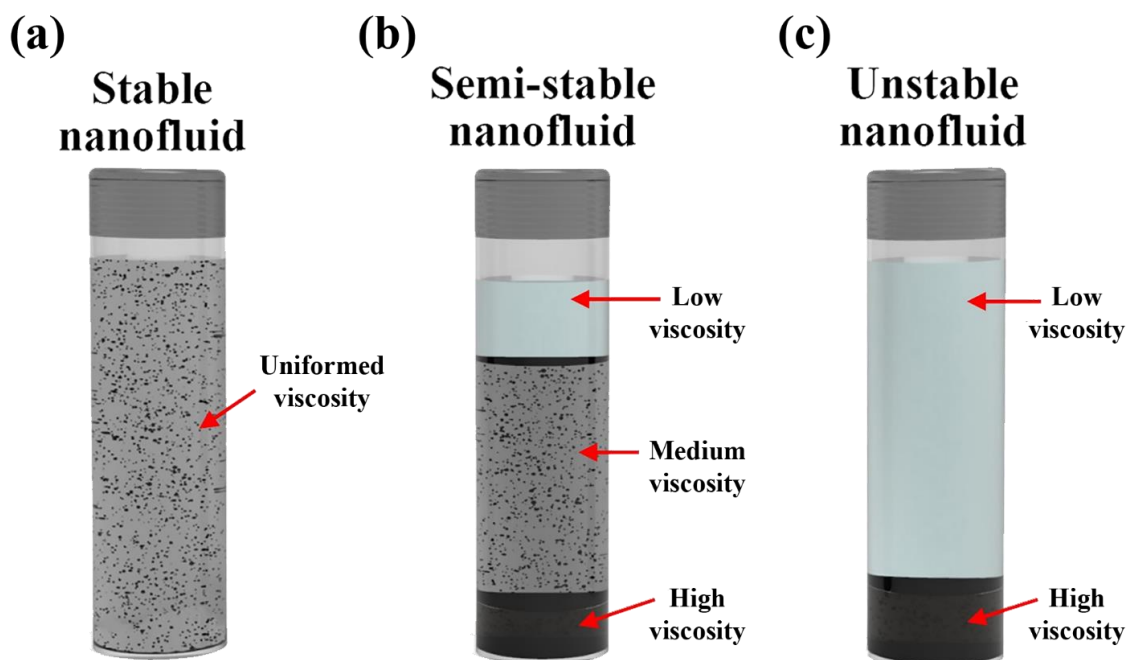 (a)
Stable
nanofluid
Uniformed
viscosity
(b)
Semi-stable
nanofluid
Low
viscosity
Medium
viscosity
High
viscosity
(c)
Unstable
nanofluid
Low
viscosity
High
viscosity